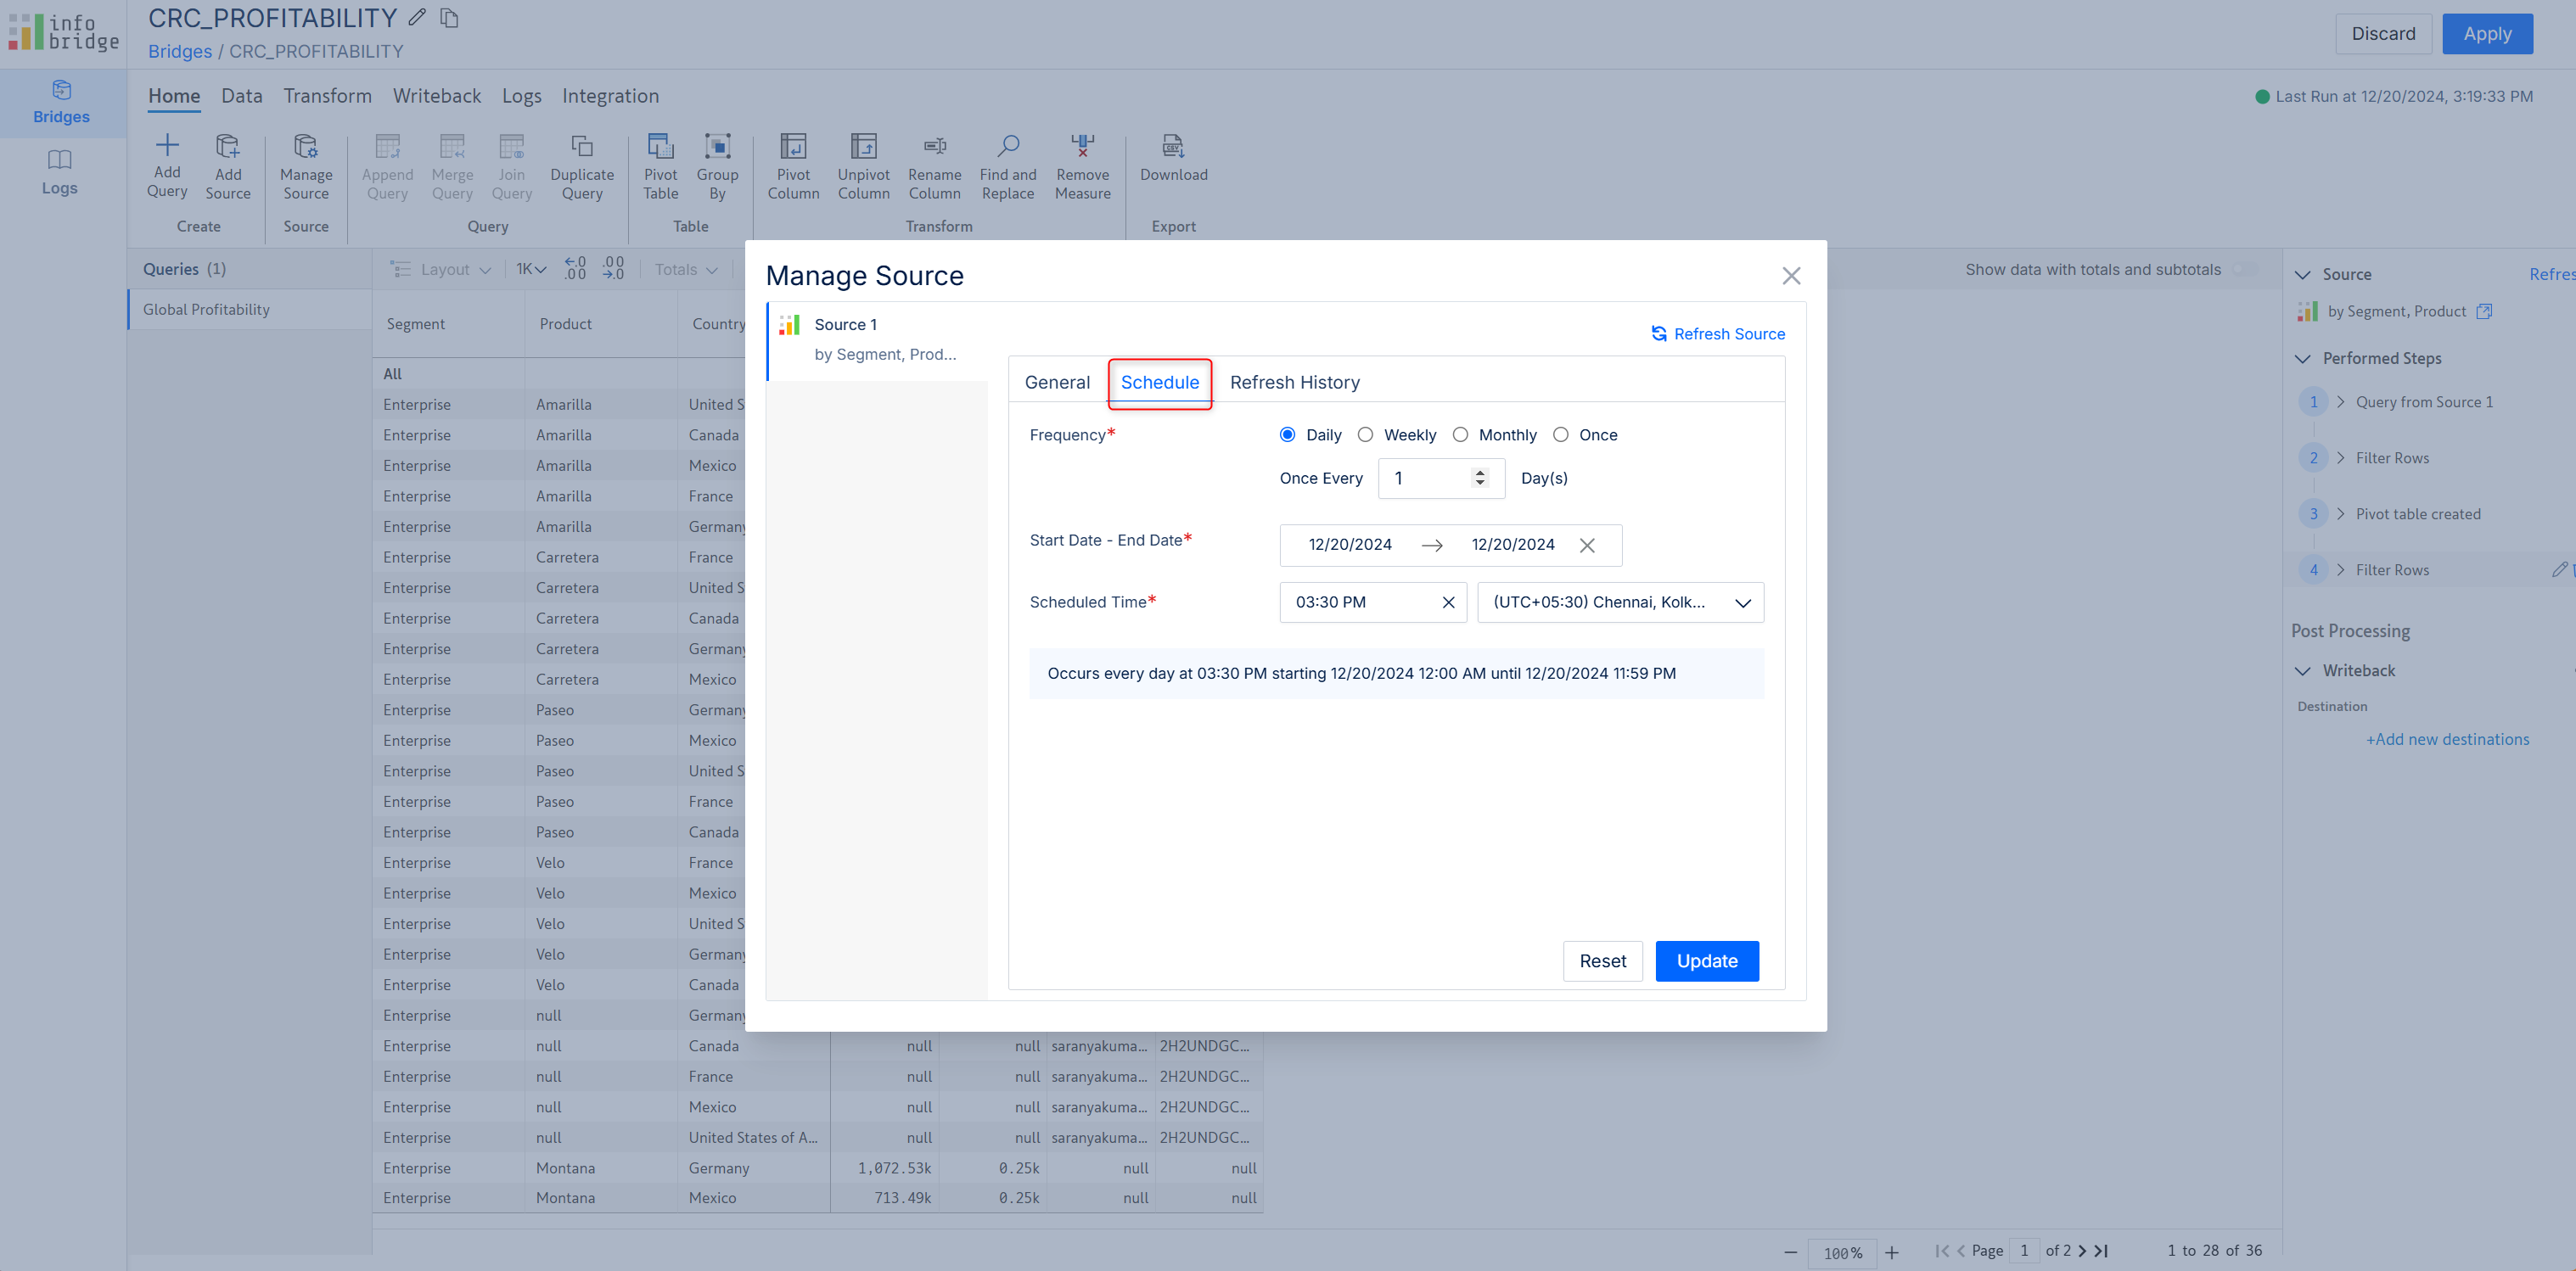 info
bridge
CRC_PROFITABILITY
Bridges / CRC_PROFITABILITY
Discard
Apply
Bridges
Logs
Home Data Transform Writeback Logs Integration
Last Run at 12/20/2024, 3:19:33 PM
Add Query
Add Source
Create
Manage Source
Source
Append Query
Merge Query
Join Query
Duplicate Query
Query
Pivot Table
Group By
Table
Pivot Column
Unpivot Column
Rename Column
Find and Replace
Remove Measure
Transform
CSV
Download
Export
Queries (1)
Global Profitability
Layout 1K .0 .00 .00 .0 Totals
Show data with totals and subtotals
Segment Product Country
All
Enterprise Amarilla United S
Enterprise Amarilla Canada
Enterprise Amarilla Mexico
Enterprise Amarilla France
Enterprise Amarilla Germany
Enterprise Carretera France
Enterprise Carretera United S
Enterprise Carretera Canada
Enterprise Carretera Germany
Enterprise Carretera Mexico
Enterprise Paseo Germany
Enterprise Paseo Mexico
Enterprise Paseo United S
Enterprise Paseo France
Enterprise Paseo Canada
Enterprise Velo France
Enterprise Velo Mexico
Enterprise Velo United S
Enterprise Velo Germany
Enterprise Velo Canada
Enterprise null Germany
Enterprise null Canada null null saranyakuma... 2H2UNDGC...
Enterprise null France null null saranyakuma... 2H2UNDGC...
Enterprise null Mexico null null saranyakuma... 2H2UNDGC...
Enterprise null United States of A... null null saranyakuma... 2H2UNDGC...
Enterprise Montana Germany 1,072.53k 0.25k null null
Enterprise Montana Mexico 713.49k 0.25k null null
Manage Source
Source 1
by Segment, Prod...
Refresh Source
General Schedule Refresh History
Frequency* Daily Weekly Monthly Once
Once Every 1 Day(s)
Start Date - End Date* 12/20/2024 → 12/20/2024
Scheduled Time* 03:30 PM (UTC+05:30) Chennai, Kolk...
Occurs every day at 03:30 PM starting 12/20/2024 12:00 AM until 12/20/2024 11:59 PM
Reset Update
Source Refres
by Segment, Product
Performed Steps
1 Query from Source 1
2 Filter Rows
3 Pivot table created
4 Filter Rows
Post Processing
Writeback
Destination
+Add new destinations
− 100% + Page 1 of 2 1 to 28 of 36